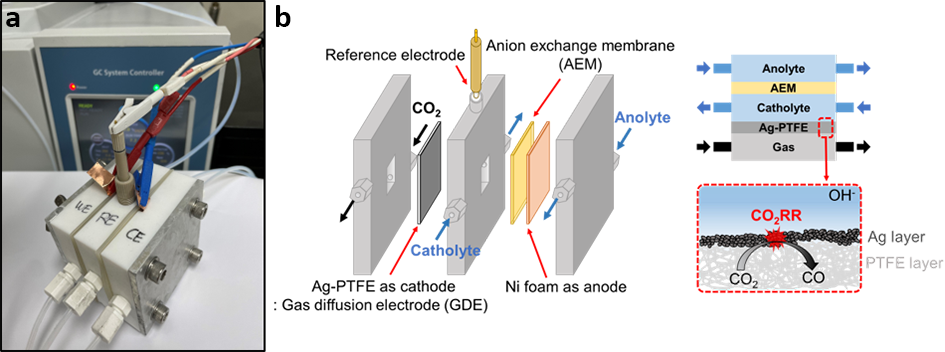 a
GC System Controller
WE
RE
CE
b
Reference electrode
Anion exchange membrane
(AEM)
CO2
Anolyte
Catholyte
Ag-PTFE as cathode
: Gas diffusion electrode (GDE)
Ni foam as anode
Anolyte
AEM
Catholyte
Ag-PTFE
Gas
OH-
CO2RR
Ag layer
PTFE layer
CO2
CO